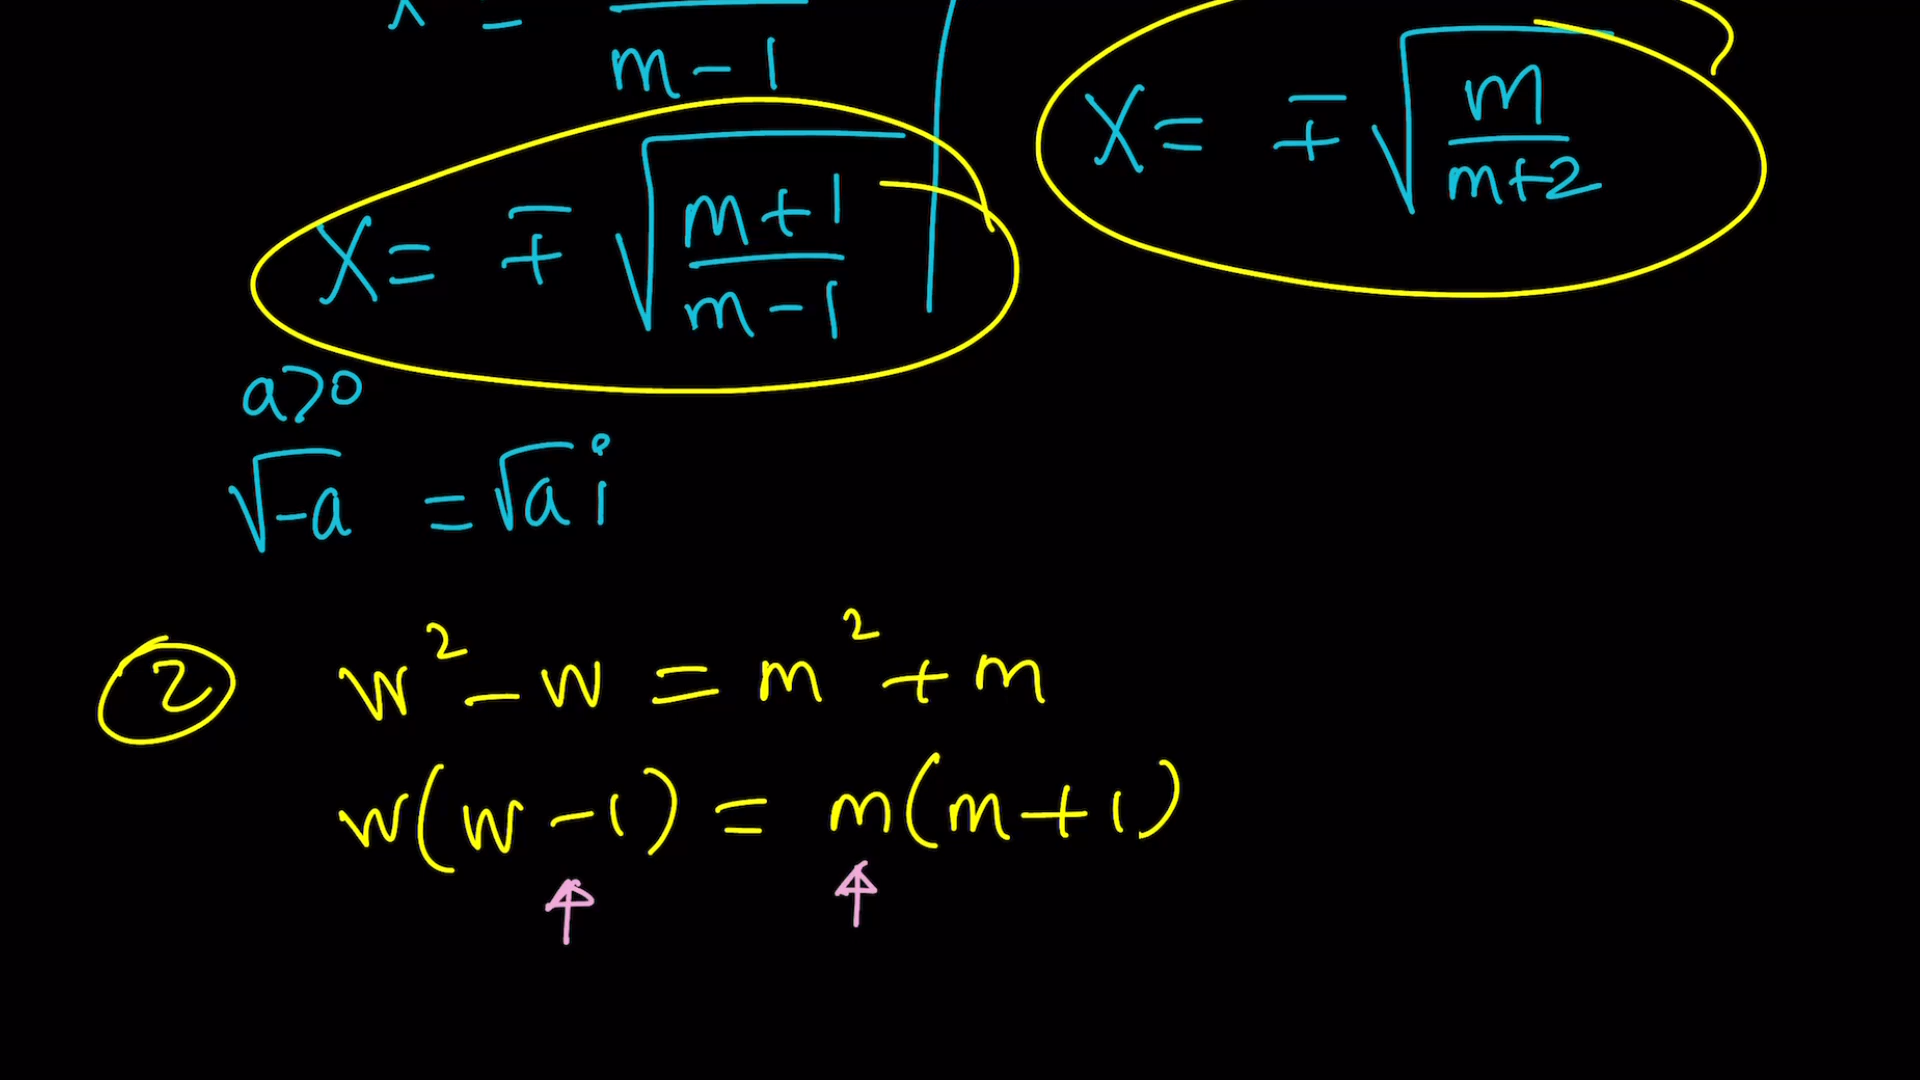 x = ―
m-1
X = ∓ √((m+1)/(m-1))
X = ∓ √(m/(m+2))
a>0
√-a = √a i
② w² - w = m² + m
w(w-1) = m(m+1)